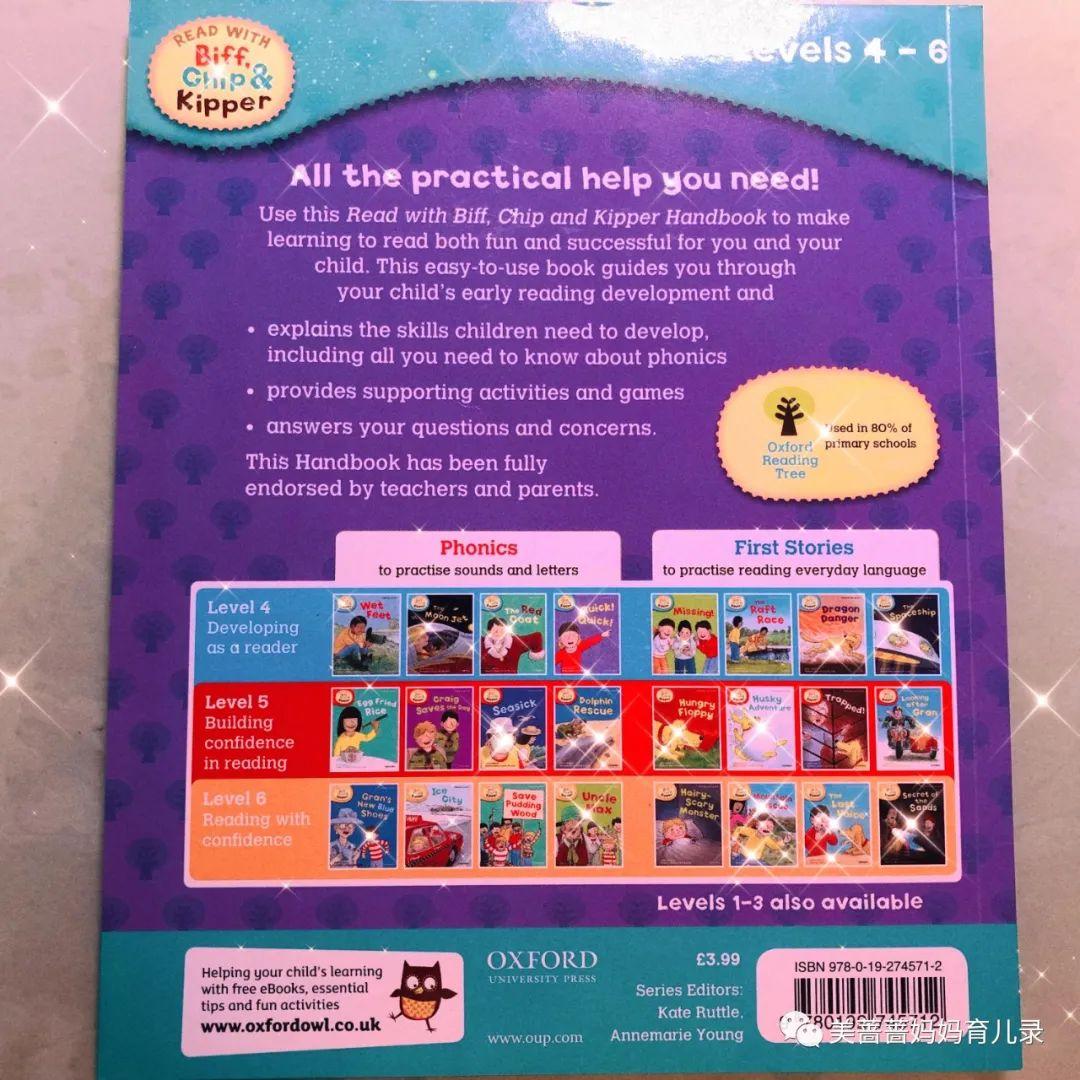 READ WITH
Biff,
Chip &
Kipper
Levels 4 – 6
All the practical help you need!
Use this Read with Biff, Chip and Kipper Handbook to make
learning to read both fun and successful for you and your
child. This easy-to-use book guides you through
your child's early reading development and
• explains the skills children need to develop,
including all you need to know about phonics
• provides supporting activities and games
• answers your questions and concerns.
This Handbook has been fully
endorsed by teachers and parents.
Oxford
Reading
Tree
Used in 80% of
primary schools
Phonics
to practise sounds and letters
First Stories
to practise reading everyday language
Level 4
Developing
as a reader
Wet
Feet
The
Moon Jet
The Red
Coat
Quick!
Quick!
Missing!
The
Raft
Race
Dragon
Danger
The
Spaceship
Level 5
Building
confidence
in reading
Egg Fried
Rice
Craig
Saves the Day
Seasick
Dolphin
Rescue
Hungry
Floppy
Husky
Adventure
Trapped!
Looking
after
Gran
Level 6
Reading with
confidence
Gran's
New Blue
Shoes
Ice
City
TAXI
Save
Pudding
Wood
Uncle
Max
Hairy-
Scary
Monster
Mountain
Rescue
The
Lost
Voice
Secret of
the
Sands
Levels 1–3 also available
Helping your child's learning
with free eBooks, essential
tips and fun activities
www.oxfordowl.co.uk
OXFORD
UNIVERSITY PRESS
www.oup.com
£3.99
Series Editors:
Kate Ruttle,
Annemarie Young
ISBN 978-0-19-274571-2
美蔷蔷妈妈育儿录